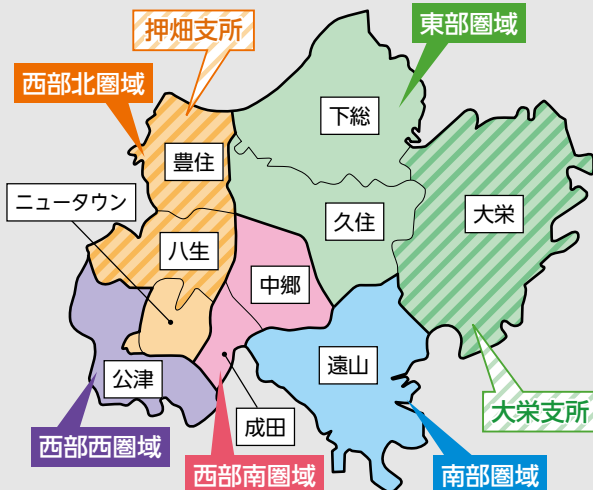 東部圏域
押畑支所
西部北圏域
下総
豊住
ニュータウン
久住
大栄
八生
中郷
遠山
公津
大栄支所
成田
西部西圏域
西部南圏域
南部圏域